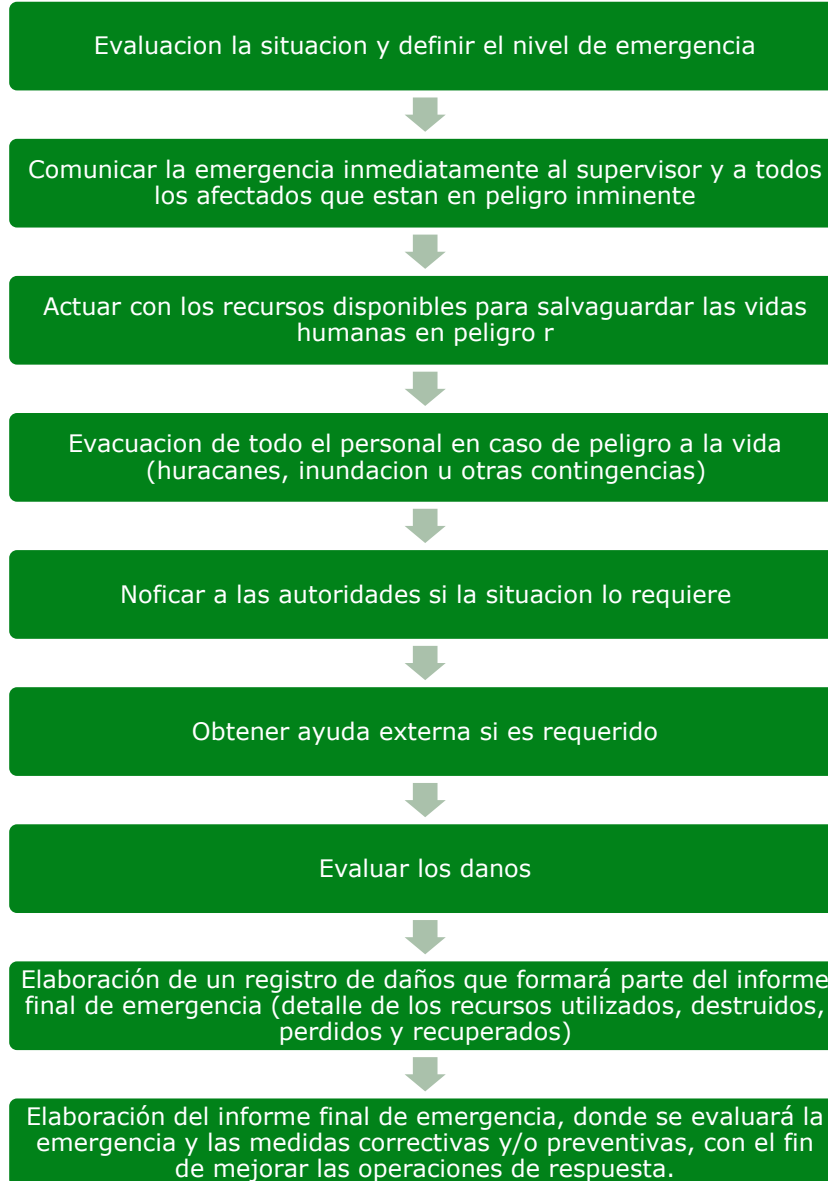 Evaluacion la situacion y definir el nivel de emergencia
Comunicar la emergencia inmediatamente al supervisor y a todos
los afectados que estan en peligro inminente
Actuar con los recursos disponibles para salvaguardar las vidas
humanas en peligro r
Evacuacion de todo el personal en caso de peligro a la vida
(huracanes, inundacion u otras contingencias)
Noficar a las autoridades si la situacion lo requiere
Obtener ayuda externa si es requerido
Evaluar los danos
Elaboración de un registro de daños que formará parte del informe
final de emergencia (detalle de los recursos utilizados, destruidos,
perdidos y recuperados)
Elaboración del informe final de emergencia, donde se evaluará la
emergencia y las medidas correctivas y/o preventivas, con el fin
de mejorar las operaciones de respuesta.